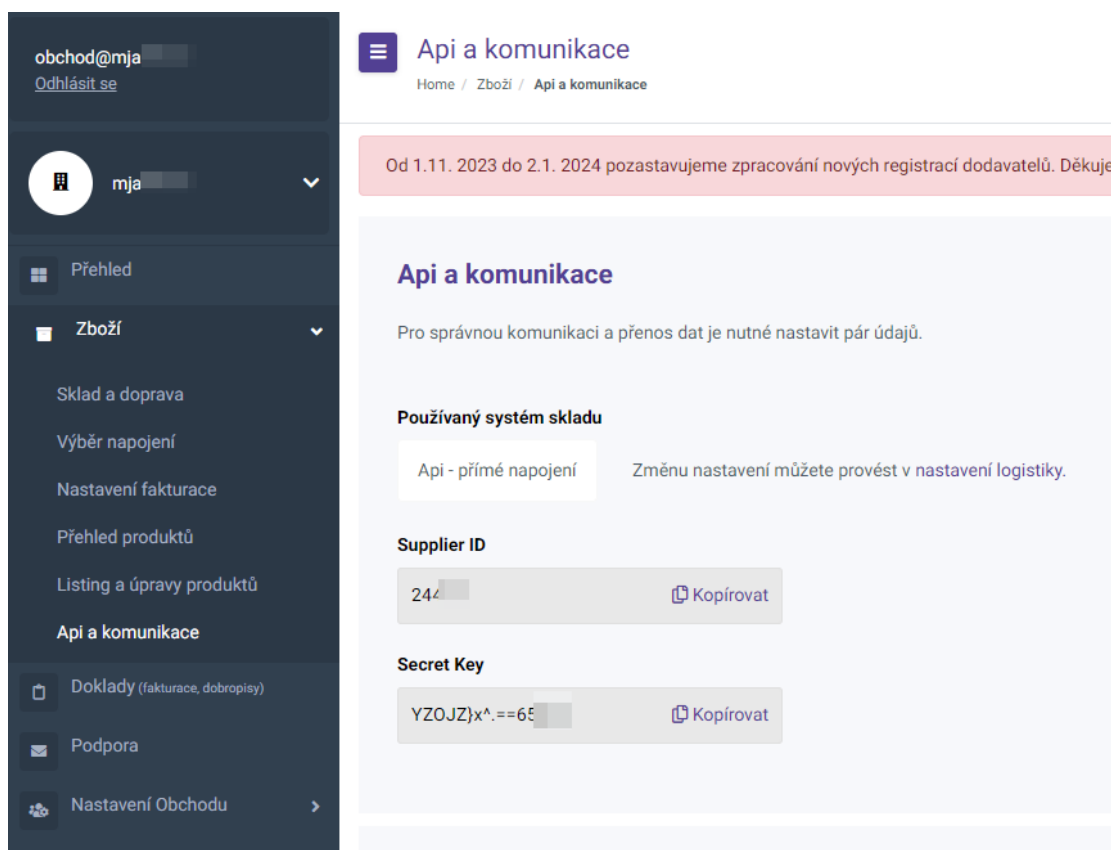 obchod@mja
Odhlásit se
mja
Přehled
Zboží
Sklad a doprava
Výběr napojení
Nastavení fakturace
Přehled produktů
Listing a úpravy produktů
Api a komunikace
Doklady (fakturace, dobropisy)
Podpora
Nastavení Obchodu
Api a komunikace
Home / Zboží / Api a komunikace
Od 1.11. 2023 do 2.1. 2024 pozastavujeme zpracování nových registrací dodavatelů. Děkuje
Api a komunikace
Pro správnou komunikaci a přenos dat je nutné nastavit pár údajů.
Používaný systém skladu
Api - přímé napojení Změnu nastavení můžete provést v nastavení logistiky.
Supplier ID
244 Kopírovat
Secret Key
YZOJZ}x^.==65 Kopírovat